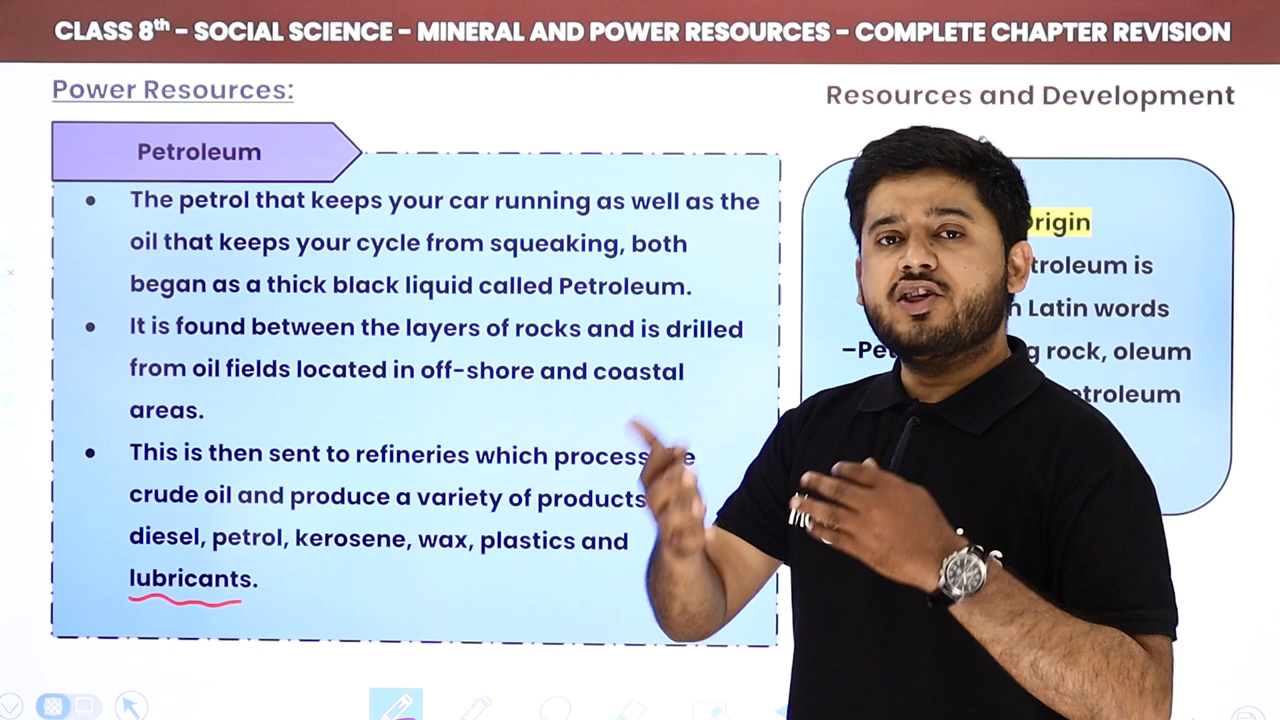 CLASS 8th – SOCIAL SCIENCE – MINERAL AND POWER RESOURCES – COMPLETE CHAPTER REVISION
Power Resources:
Resources and Development
Petroleum
• The petrol that keeps your car running as well as the
oil that keeps your cycle from squeaking, both
began as a thick black liquid called Petroleum.
• It is found between the layers of rocks and is drilled
from oil fields located in off-shore and coastal
areas.
• This is then sent to refineries which process
crude oil and produce a variety of products
diesel, petrol, kerosene, wax, plastics and
lubricants.
is
Latin words
rock, oleum